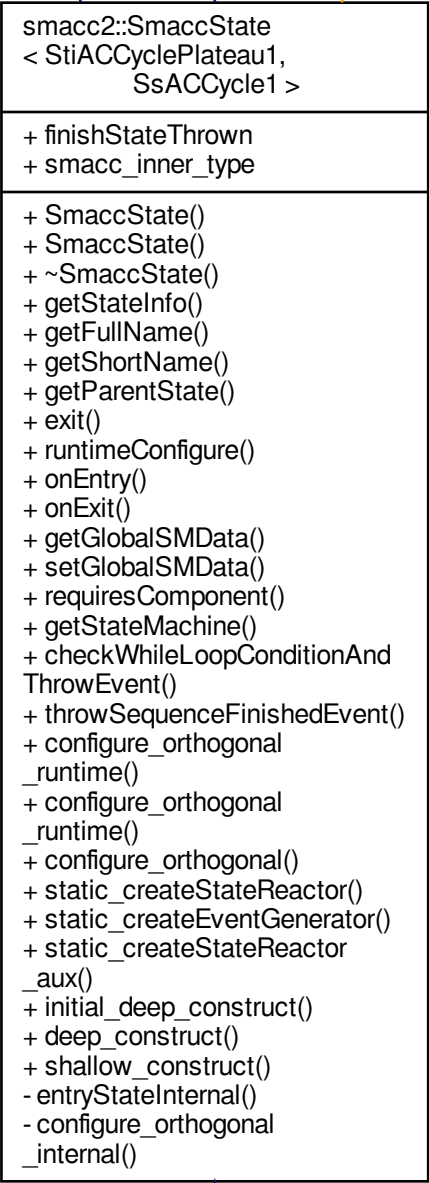 smacc2::SmaccState
< StiACCyclePlateau1,
SsACCycle1 >
+ finishStateThrown
+ smacc_inner_type
+ SmaccState()
+ SmaccState()
+ ~SmaccState()
+ getStateInfo()
+ getFullName()
+ getShortName()
+ getParentState()
+ exit()
+ runtimeConfigure()
+ onEntry()
+ onExit()
+ getGlobalSMData()
+ setGlobalSMData()
+ requiresComponent()
+ getStateMachine()
+ checkWhileLoopConditionAnd
ThrowEvent()
+ throwSequenceFinishedEvent()
+ configure_orthogonal
_runtime()
+ configure_orthogonal
_runtime()
+ configure_orthogonal()
+ static_createStateReactor()
+ static_createEventGenerator()
+ static_createStateReactor
_aux()
+ initial_deep_construct()
+ deep_construct()
+ shallow_construct()
- entryStateInternal()
- configure_orthogonal
_internal()